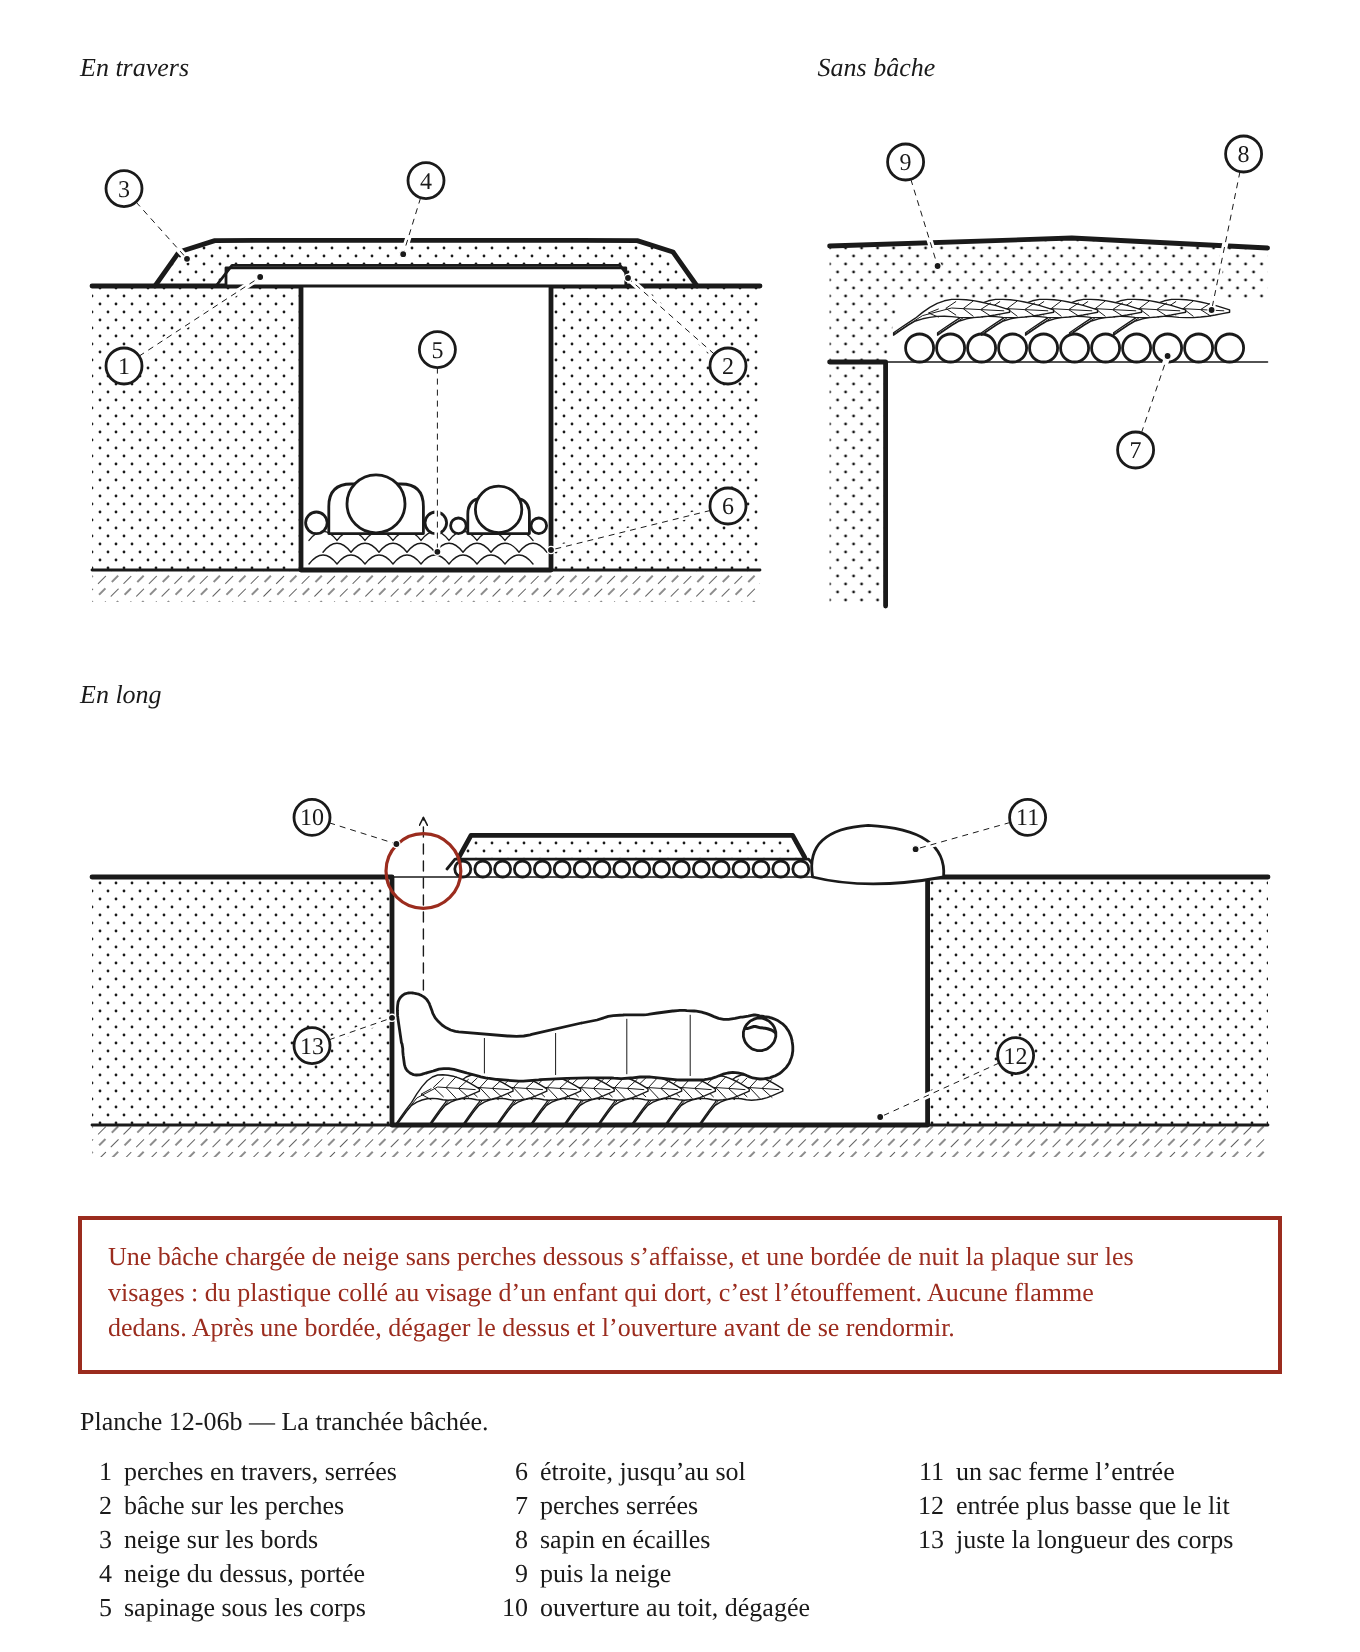 En travers
Sans bâche
3
4
9
8
1
5
2
7
6
En long
10
11
13
12
Une bâche chargée de neige sans perches dessous s’affaisse, et une bordée de nuit la plaque sur les
visages : du plastique collé au visage d’un enfant qui dort, c’est l’étouffement. Aucune flamme
dedans. Après une bordée, dégager le dessus et l’ouverture avant de se rendormir.
Planche 12-06b — La tranchée bâchée.
1 perches en travers, serrées
2 bâche sur les perches
3 neige sur les bords
4 neige du dessus, portée
5 sapinage sous les corps
6 étroite, jusqu’au sol
7 perches serrées
8 sapin en écailles
9 puis la neige
10 ouverture au toit, dégagée
11 un sac ferme l’entrée
12 entrée plus basse que le lit
13 juste la longueur des corps